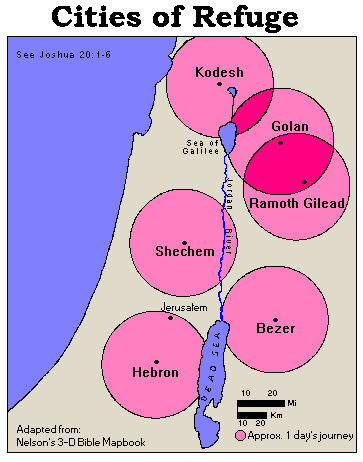 Cities of Refuge
See Joshua 20:1-6
Kodesh
Golan
Sea of
Galilee
Jordan River
Ramoth Gilead
Shechem
Jerusalem
Bezer
Hebron
DEAD SEA
10 20
Mi
Km
10 20
Approx. 1 day's journey
Adapted from:
Nelson's 3-D Bible Mapbook